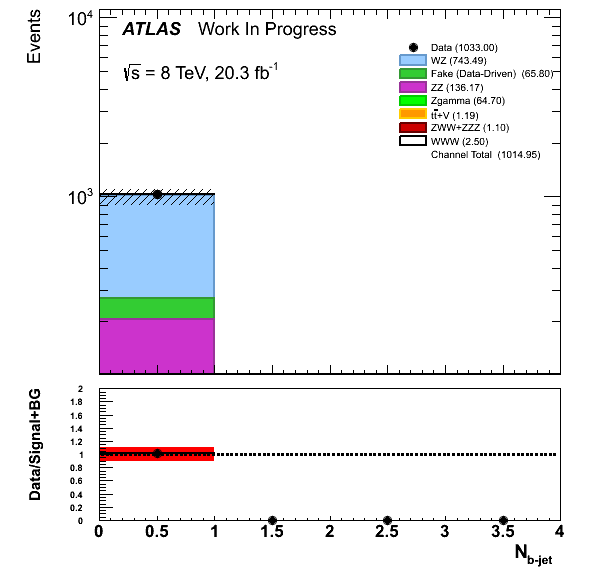 Events
10⁴
10³
ATLAS Work In Progress
√s = 8 TeV, 20.3 fb⁻¹
Data (1033.00)
WZ (743.49)
Fake (Data-Driven) (65.80)
ZZ (136.17)
Zgamma (64.70)
tt̄+V (1.19)
ZWW+ZZZ (1.10)
WWW (2.50)
Channel Total (1014.95)
Data/Signal+BG
2
1.8
1.6
1.4
1.2
1
0.8
0.6
0.4
0.2
0
0 0.5 1 1.5 2 2.5 3 3.5 4
N_b-jet